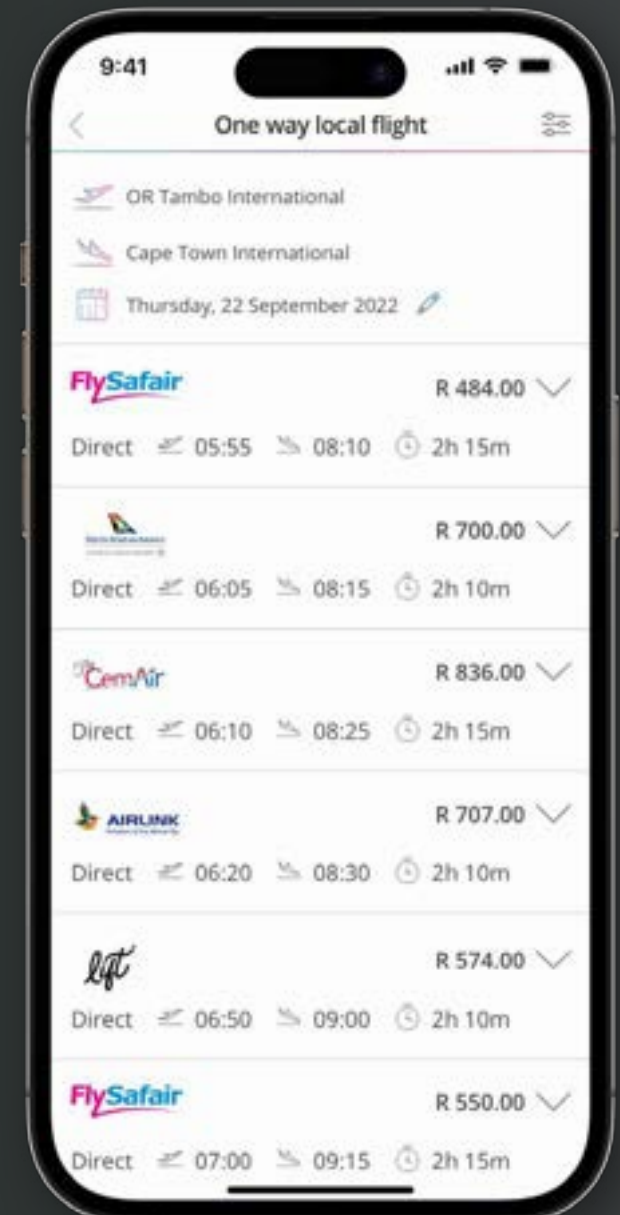 9:41
One way local flight
OR Tambo International
Cape Town International
Thursday, 22 September 2022
FlySafair
R 484.00
Direct 05:55 08:10 2h 15m
R 700.00
Direct 06:05 08:15 2h 10m
CemAir
R 836.00
Direct 06:10 08:25 2h 15m
AIRLINK
R 707.00
Direct 06:20 08:30 2h 10m
lift
R 574.00
Direct 06:50 09:00 2h 10m
FlySafair
R 550.00
Direct 07:00 09:15 2h 15m